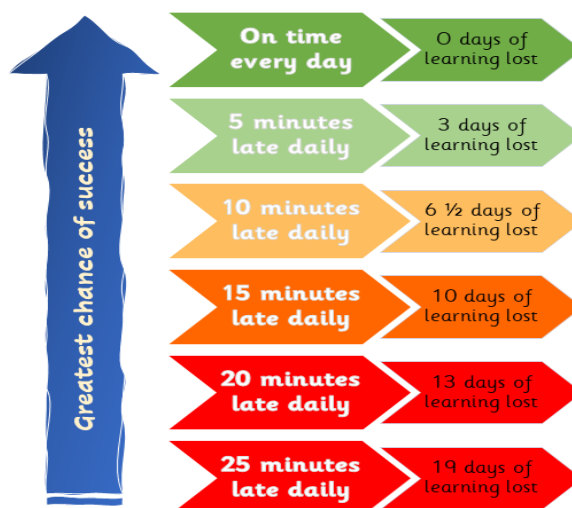 Greatest chance of success
On time
every day
0 days of
learning lost
5 minutes
late daily
3 days of
learning lost
10 minutes
late daily
6 ½ days of
learning lost
15 minutes
late daily
10 days of
learning lost
20 minutes
late daily
13 days of
learning lost
25 minutes
late daily
19 days of
learning lost